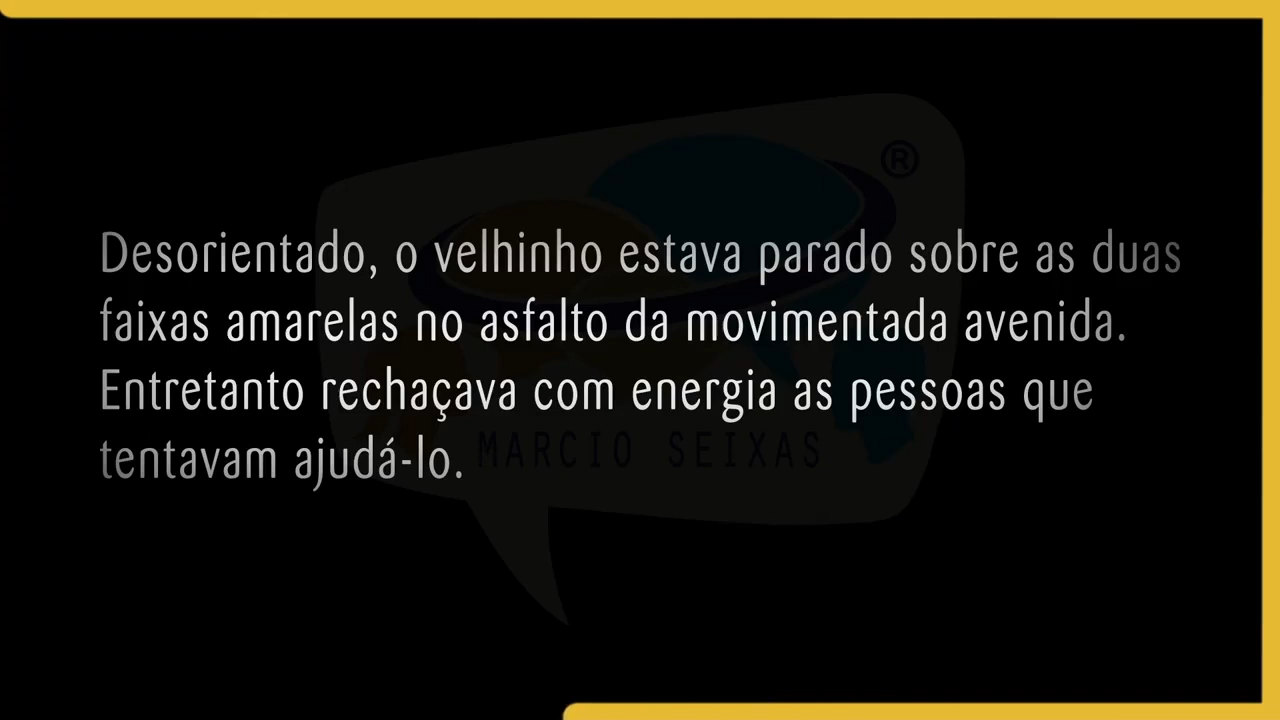 Desorientado, o velhinho estava parado sobre as duas
faixas amarelas no asfalto da movimentada avenida.
Entretanto rechaçava com energia as pessoas que
tentavam ajudá-lo.
MARCIO SEIXAS
®